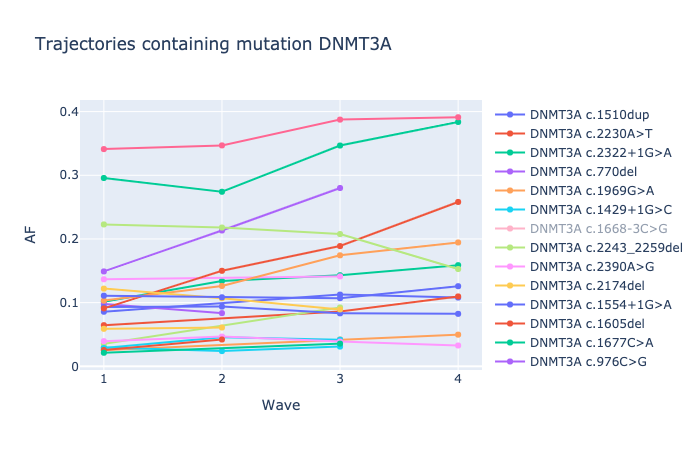 Trajectories containing mutation DNMT3A
AF
0.4
0.3
0.2
0.1
0
1
2
3
4
Wave
DNMT3A c.1510dup
DNMT3A c.2230A>T
DNMT3A c.2322+1G>A
DNMT3A c.770del
DNMT3A c.1969G>A
DNMT3A c.1429+1G>C
DNMT3A c.1668-3C>G
DNMT3A c.2243_2259del
DNMT3A c.2390A>G
DNMT3A c.2174del
DNMT3A c.1554+1G>A
DNMT3A c.1605del
DNMT3A c.1677C>A
DNMT3A c.976C>G